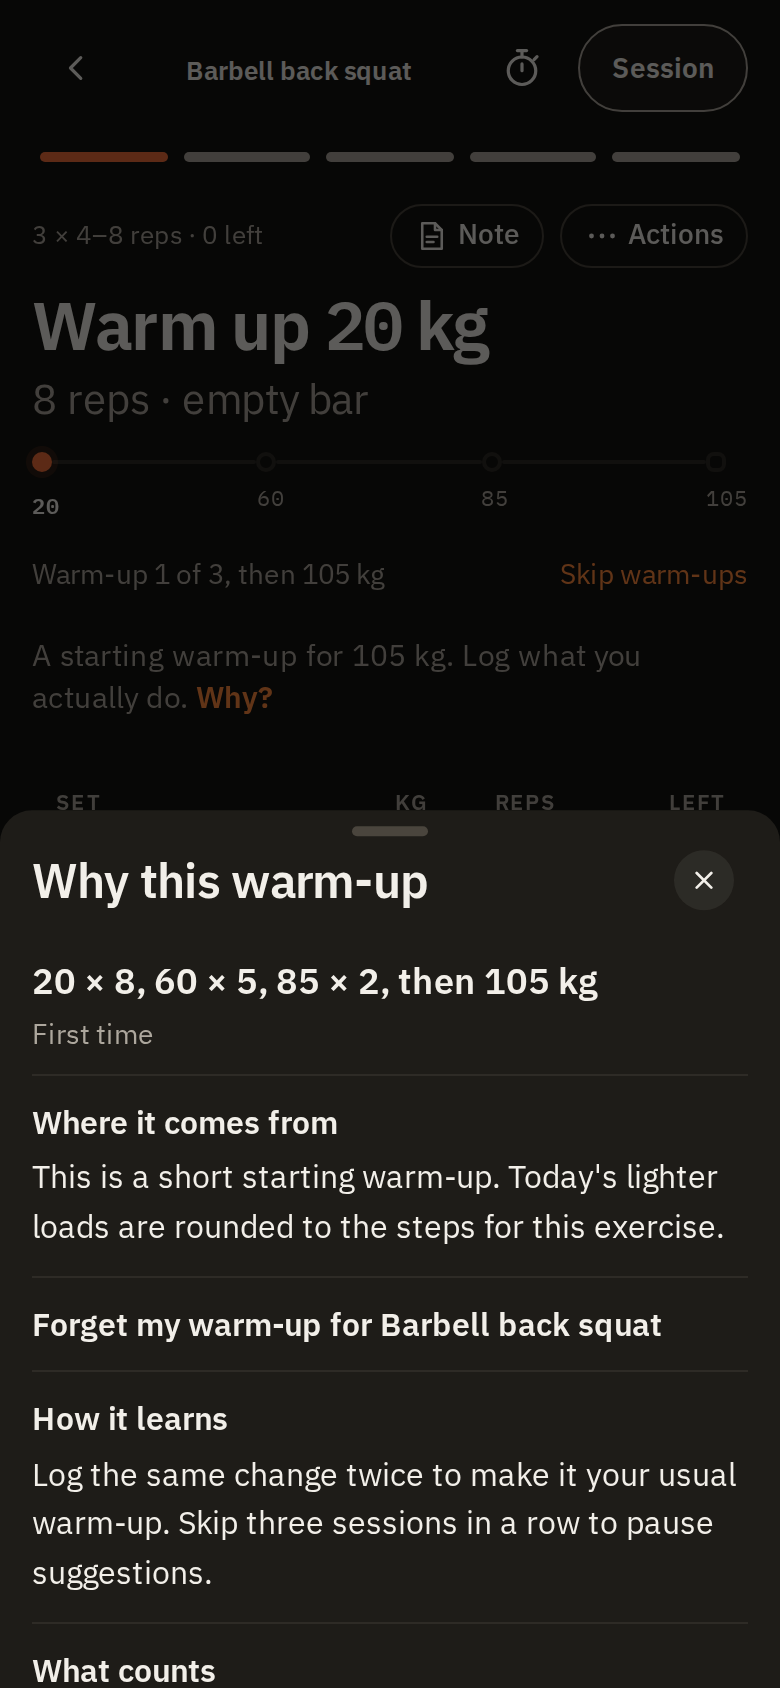 Barbell back squat
Session
3 × 4–8 reps · 0 left
Note
Actions
Warm up 20 kg
8 reps · empty bar
20
60
85
105
Warm-up 1 of 3, then 105 kg
Skip warm-ups
A starting warm-up for 105 kg. Log what you
actually do. Why?
SET
KG
REPS
LEFT
Why this warm-up
20 × 8, 60 × 5, 85 × 2, then 105 kg
First time
Where it comes from
This is a short starting warm-up. Today's lighter
loads are rounded to the steps for this exercise.
Forget my warm-up for Barbell back squat
How it learns
Log the same change twice to make it your usual
warm-up. Skip three sessions in a row to pause
suggestions.
What counts